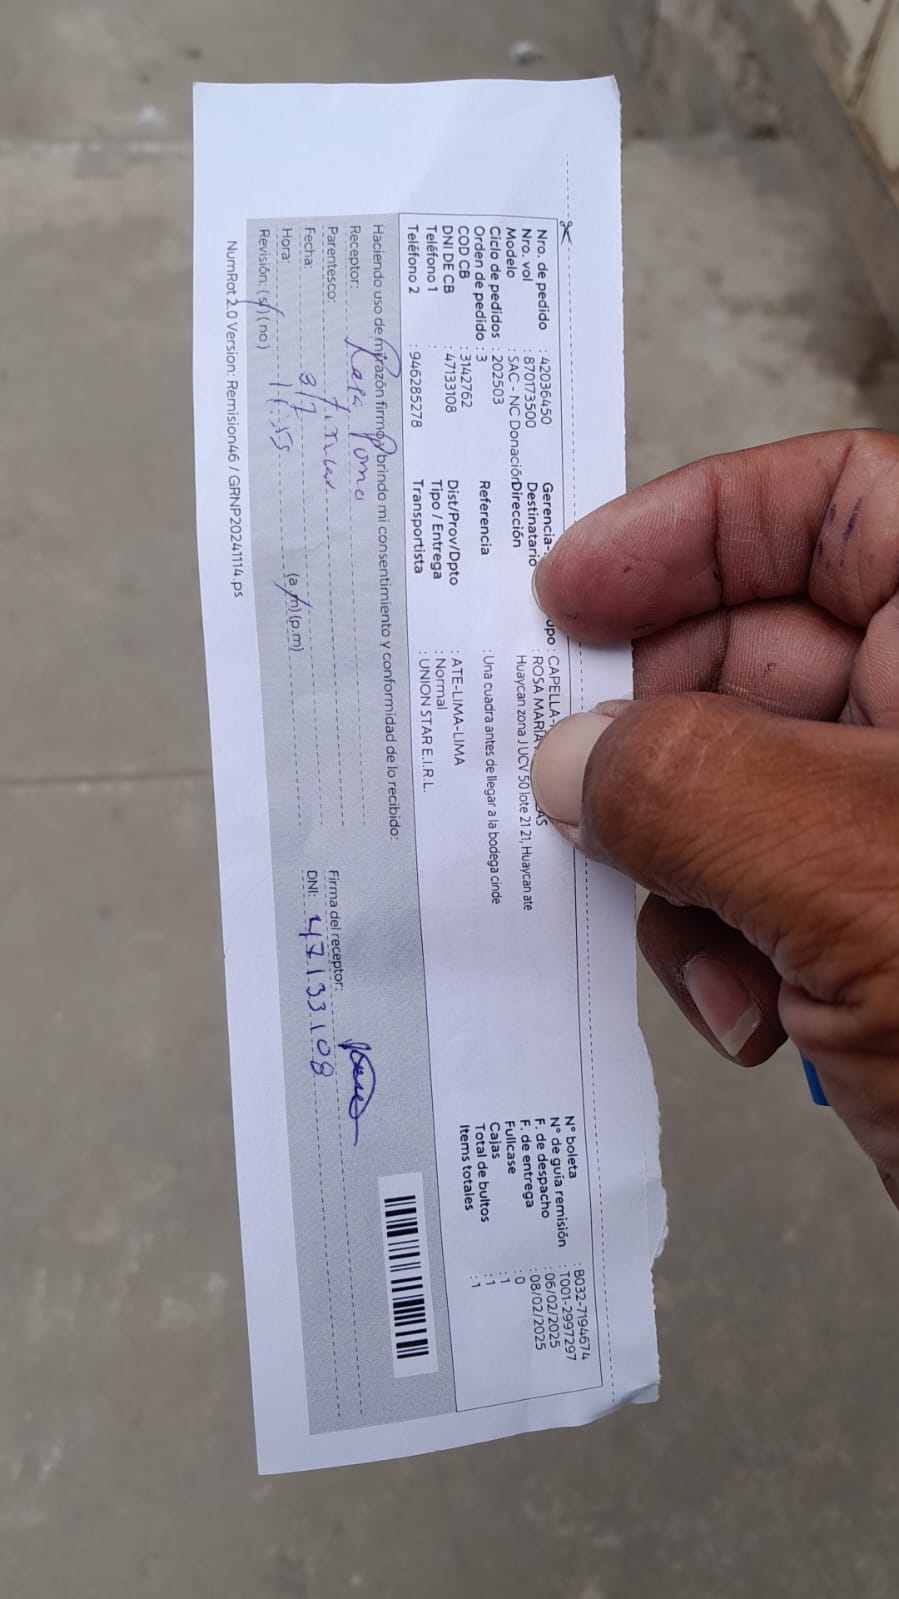 Nro. de pedido : 42036450
Nro. vol : 870173500
Modelo : SAC - NC Donación
Ciclo de pedidos : 202503
Orden de pedido : 3
COD CB : 3142762
DNI DE CB : 47133108
Teléfono 1 :
Teléfono 2 : 946285278
Gerencia- upo : CAPELLA-
Destinatario : ROSA MARIA
Dirección Huaycan zona J UCV 50 lote 21 21, Huaycan ate
Referencia : Una cuadra antes de llegar a la bodega cinde
Dist/Prov/Dpto : ATE-LIMA-LIMA
Tipo / Entrega : Normal
Transportista : UNION STAR E.I.R.L.
N° boleta : B032-7194674
N° de guía remisión : T001-2997297
F. de despacho : 06/02/2025
F. de entrega : 08/02/2025
Fullcase : 0
Cajas : 1
Total de bultos : 1
Items totales : 1
Haciendo uso de mi razón firmo y brindo mi consentimiento y conformidad de lo recibido:
Receptor: Rosa Poma
Parentesco:
Fecha:
Hora: (a.m) (p.m)
Revisión: (si) (no)
Firma del receptor:
DNI: 47133108
NumRot 2.0 Version: Remision46 / GRNP20241114.ps